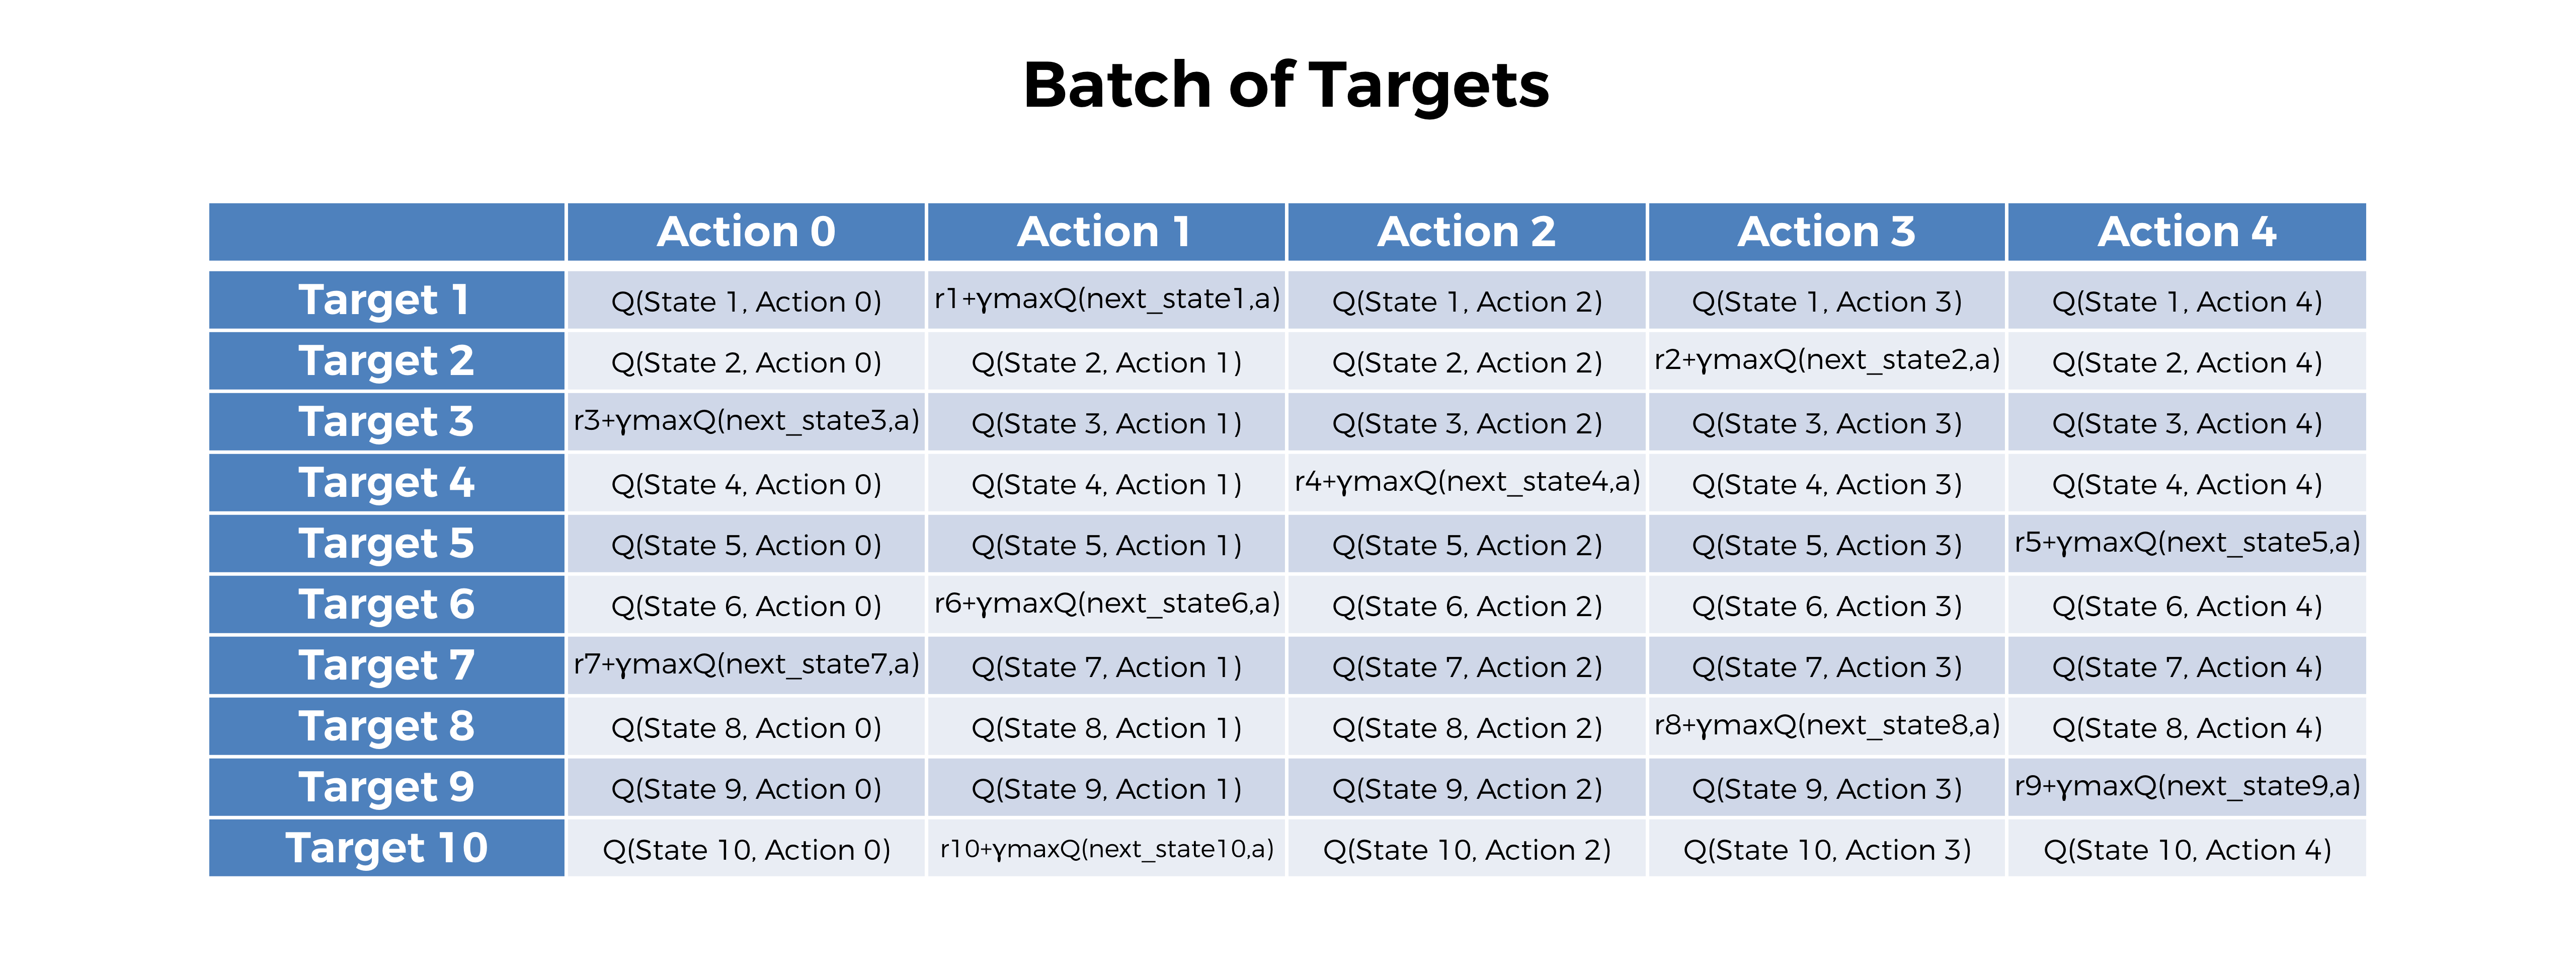 Batch of Targets
Action 0 Action 1 Action 2 Action 3 Action 4
Target 1 Q(State 1, Action 0) r1+γmaxQ(next_state1,a) Q(State 1, Action 2) Q(State 1, Action 3) Q(State 1, Action 4)
Target 2 Q(State 2, Action 0) Q(State 2, Action 1) Q(State 2, Action 2) r2+γmaxQ(next_state2,a) Q(State 2, Action 4)
Target 3 r3+γmaxQ(next_state3,a) Q(State 3, Action 1) Q(State 3, Action 2) Q(State 3, Action 3) Q(State 3, Action 4)
Target 4 Q(State 4, Action 0) Q(State 4, Action 1) r4+γmaxQ(next_state4,a) Q(State 4, Action 3) Q(State 4, Action 4)
Target 5 Q(State 5, Action 0) Q(State 5, Action 1) Q(State 5, Action 2) Q(State 5, Action 3) r5+γmaxQ(next_state5,a)
Target 6 Q(State 6, Action 0) r6+γmaxQ(next_state6,a) Q(State 6, Action 2) Q(State 6, Action 3) Q(State 6, Action 4)
Target 7 r7+γmaxQ(next_state7,a) Q(State 7, Action 1) Q(State 7, Action 2) Q(State 7, Action 3) Q(State 7, Action 4)
Target 8 Q(State 8, Action 0) Q(State 8, Action 1) Q(State 8, Action 2) r8+γmaxQ(next_state8,a) Q(State 8, Action 4)
Target 9 Q(State 9, Action 0) Q(State 9, Action 1) Q(State 9, Action 2) Q(State 9, Action 3) r9+γmaxQ(next_state9,a)
Target 10 Q(State 10, Action 0) r10+γmaxQ(next_state10,a) Q(State 10, Action 2) Q(State 10, Action 3) Q(State 10, Action 4)